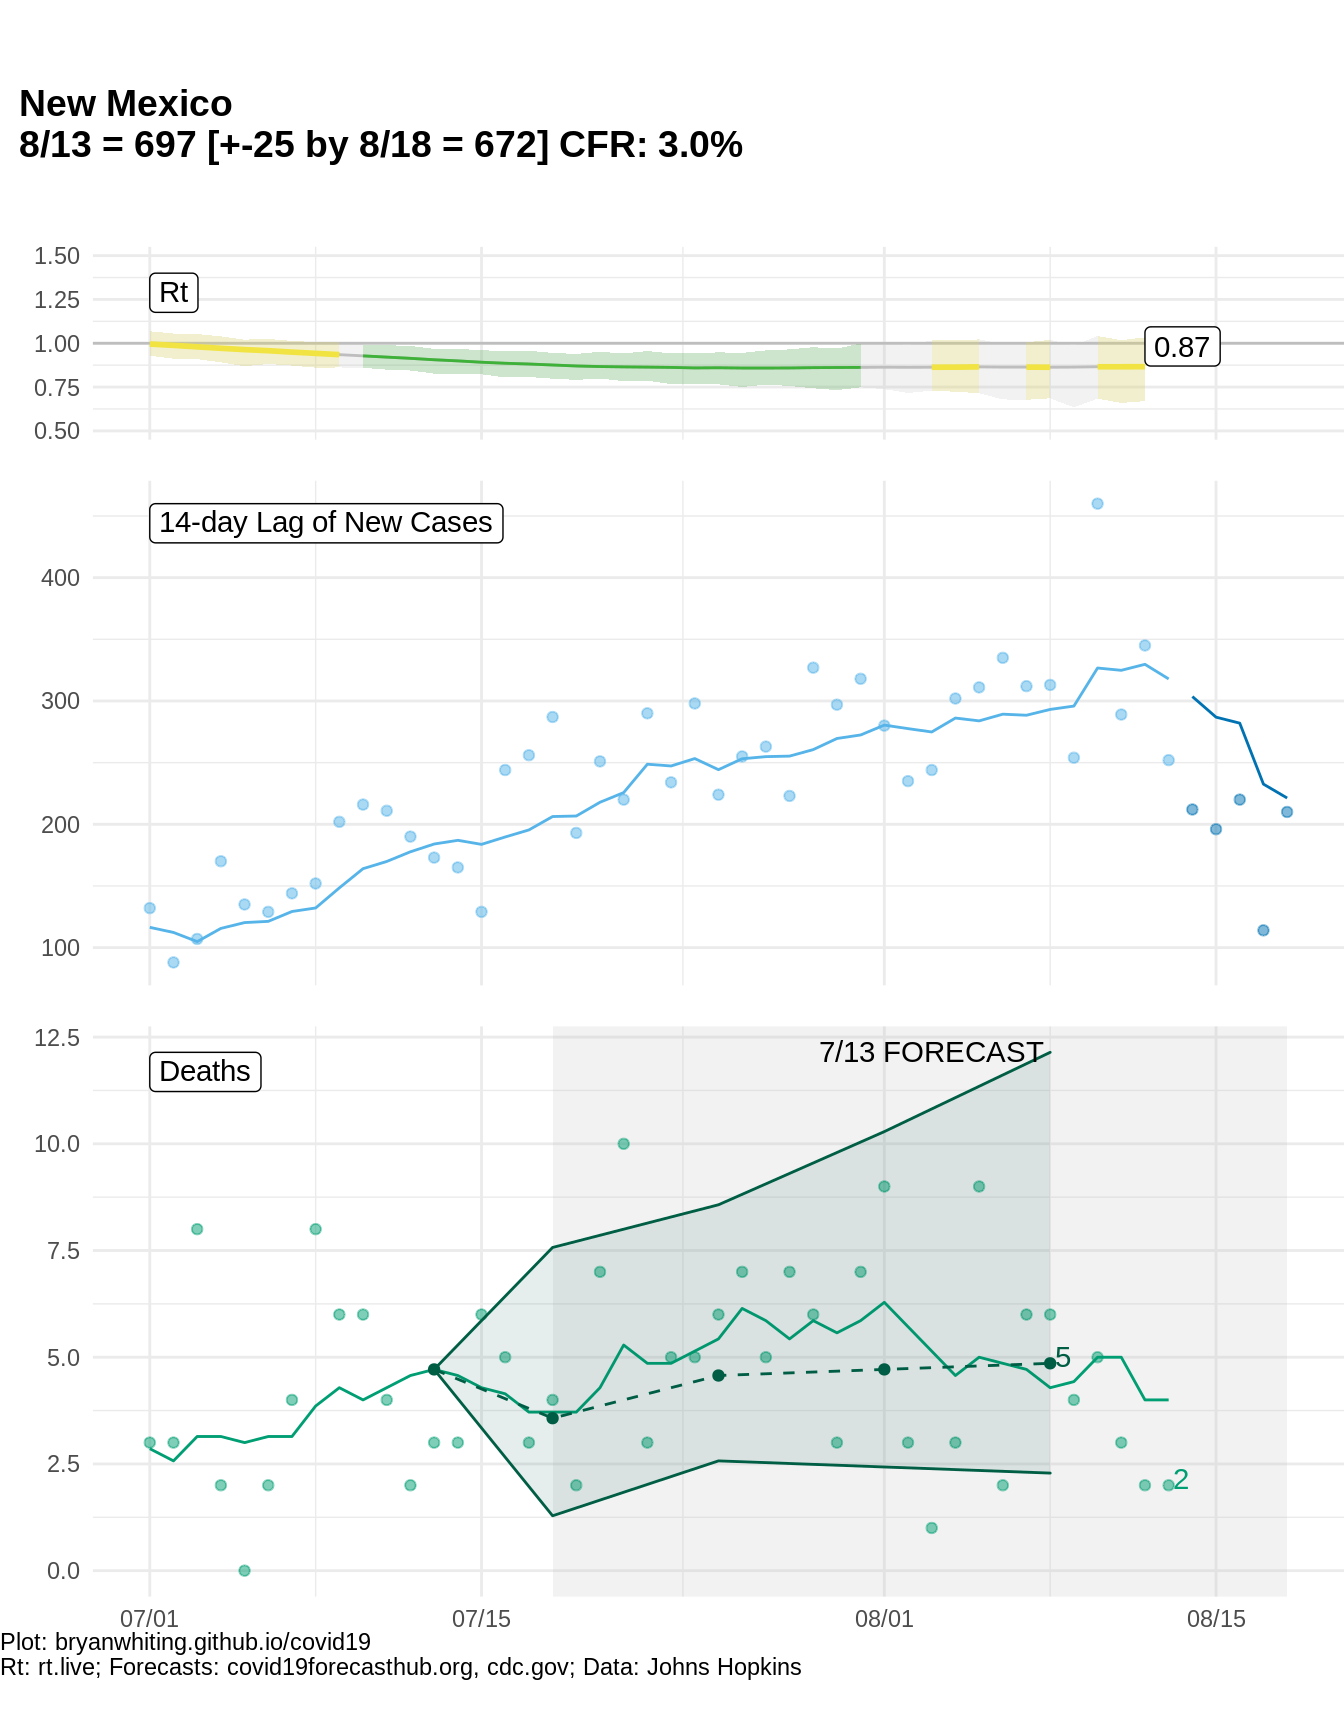 New Mexico
8/13 = 697 [+-25 by 8/18 = 672] CFR: 3.0%
1.50
Rt
1.25
1.00
0.87
0.75
0.50
14-day Lag of New Cases
400
300
200
100
12.5
7/13 FORECAST
Deaths
10.0
7.5
5.0
5
2.5
2
0.0
07/01
07/15
08/01
08/15
Plot: bryanwhiting.github.io/covid19
Rt: rt.live; Forecasts: covid19forecasthub.org, cdc.gov; Data: Johns Hopkins